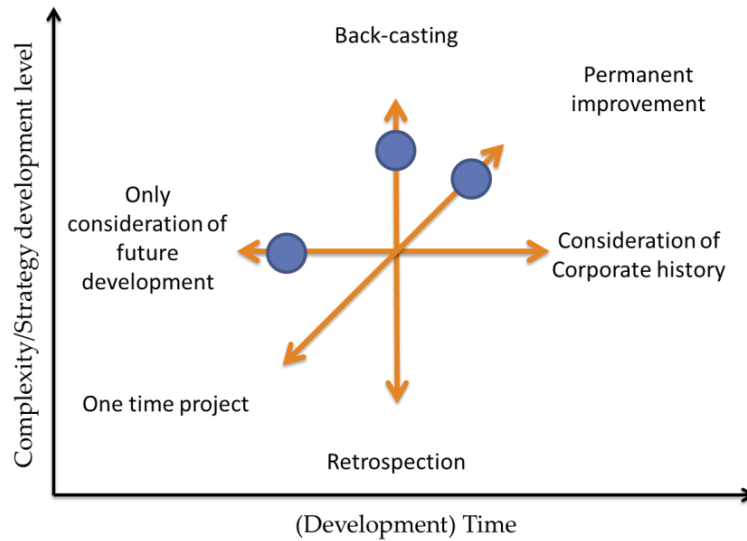 Back-casting
Permanent
improvement
Only
consideration of
future
development
Consideration of
Corporate history
One time project
Retrospection
Complexity/Strategy development level
(Development) Time